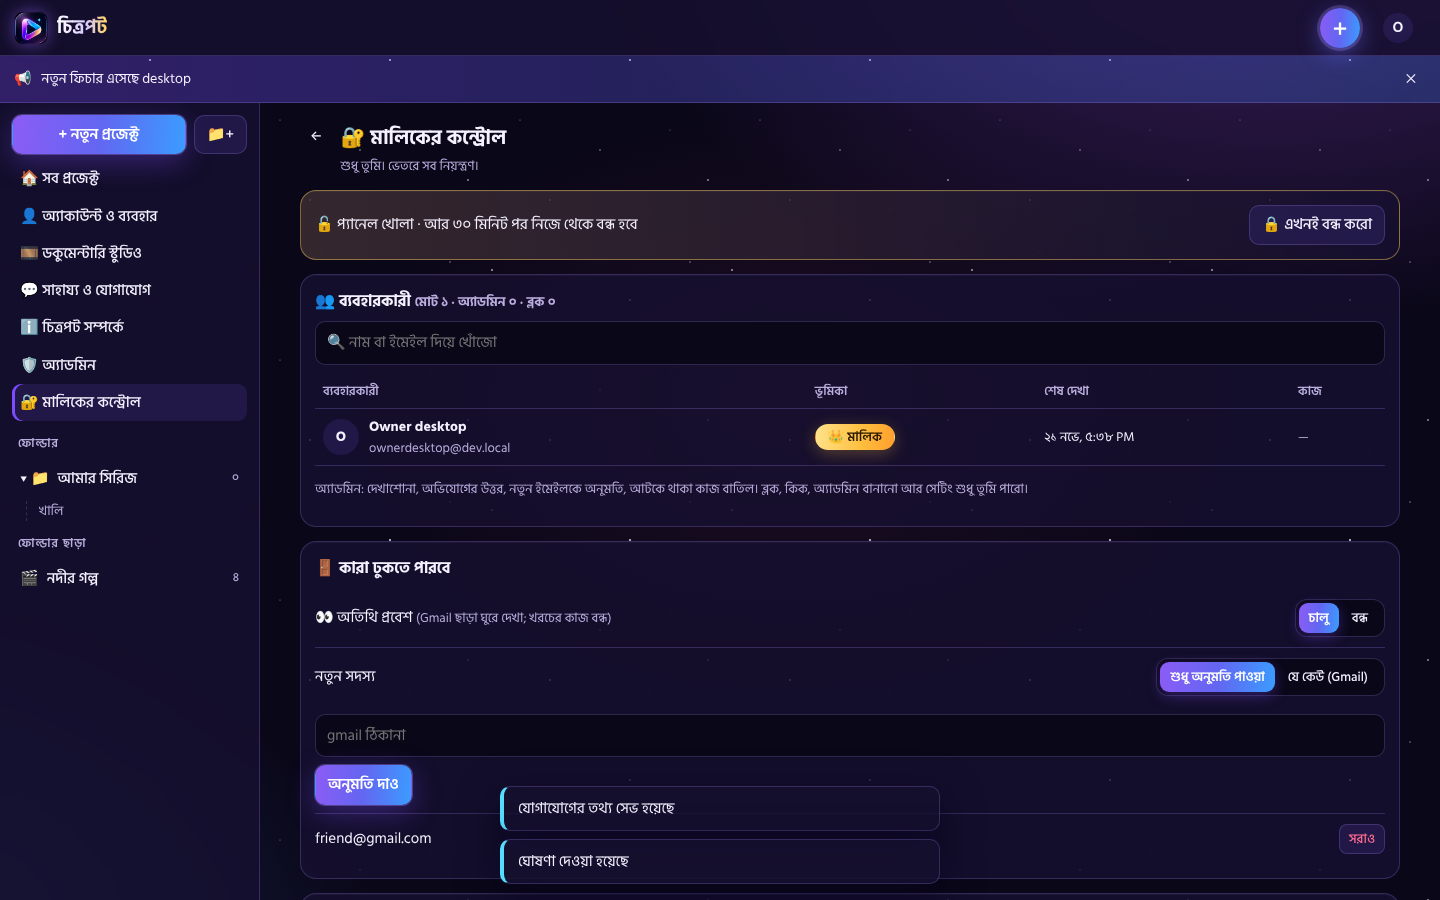 চিত্রপট
O
📢 নতুন ফিচার এসেছে desktop
+ নতুন প্রজেক্ট
🏠 সব প্রজেক্ট
👤 অ্যাকাউন্ট ও ব্যবহার
🎞️ ডকুমেন্টারি স্টুডিও
💬 সাহায্য ও যোগাযোগ
ℹ️ চিত্রপট সম্পর্কে
🛡️ অ্যাডমিন
🔐 মালিকের কন্ট্রোল
ফোল্ডার
▾ 📁 আমার সিরিজ ০
খালি
ফোল্ডার ছাড়া
🎬 নদীর গল্প ৪
← 🔐 মালিকের কন্ট্রোল
শুধু তুমি। ভেতরে সব নিয়ন্ত্রণ।
🔓 প্যানেল খোলা · আর ৩০ মিনিট পর নিজে থেকে বন্ধ হবে
🔒 এখনই বন্ধ করো
👥 ব্যবহারকারী মোট ১ · অ্যাডমিন ০ · ব্লক ০
🔍 নাম বা ইমেইল দিয়ে খোঁজো
ব্যবহারকারী ভূমিকা শেষ দেখা কাজ
O Owner desktop
ownerdesktop@dev.local
👑 মালিক
২১ নভে, ৫:৩৮ PM
—
অ্যাডমিন: দেখাশোনা, অভিযোগের উত্তর, নতুন ইমেইলকে অনুমতি, আটকে থাকা কাজ বাতিল। ব্লক, কিক, অ্যাডমিন বানানো আর সেটিং শুধু তুমি পারো।
🚪 কারা ঢুকতে পারবে
👀 অতিথি প্রবেশ (Gmail ছাড়া ঘুরে দেখা; খরচের কাজ বন্ধ)
চালু বন্ধ
নতুন সদস্য
শুধু অনুমতি পাওয়া যে কেউ (Gmail)
gmail ঠিকানা
অনুমতি দাও
যোগাযোগের তথ্য সেভ হয়েছে
friend@gmail.com
সরাও
ঘোষণা দেওয়া হয়েছে